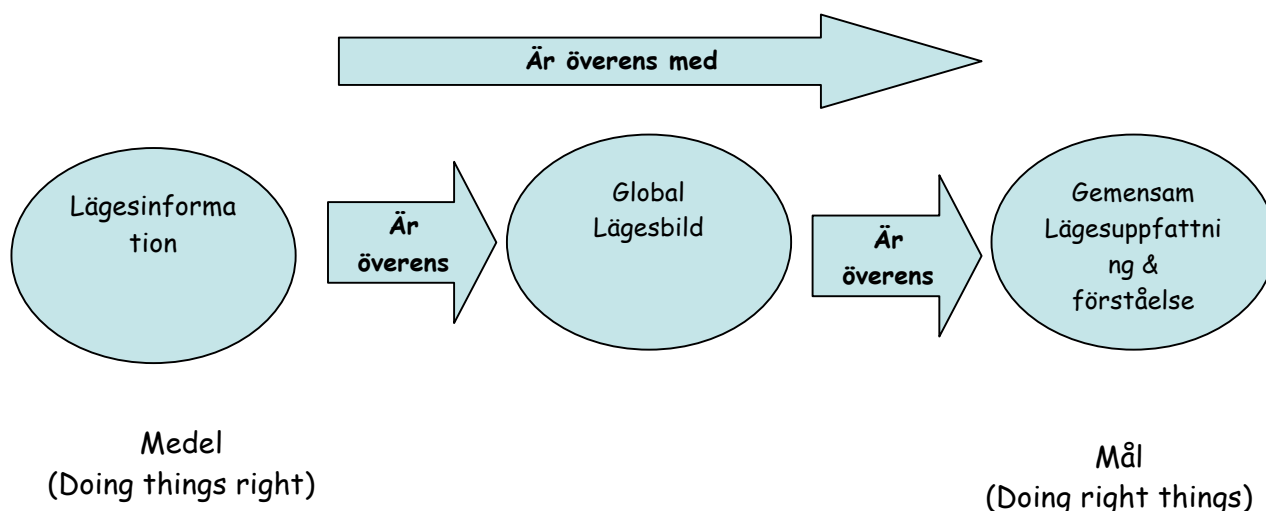 Är överens med
Lägesinforma
tion
Är
överens
Global
Lägesbild
Är
överens
Gemensam
Lägesuppfattni
ng &
förståelse
Medel
(Doing things right)
Mål
(Doing right things)